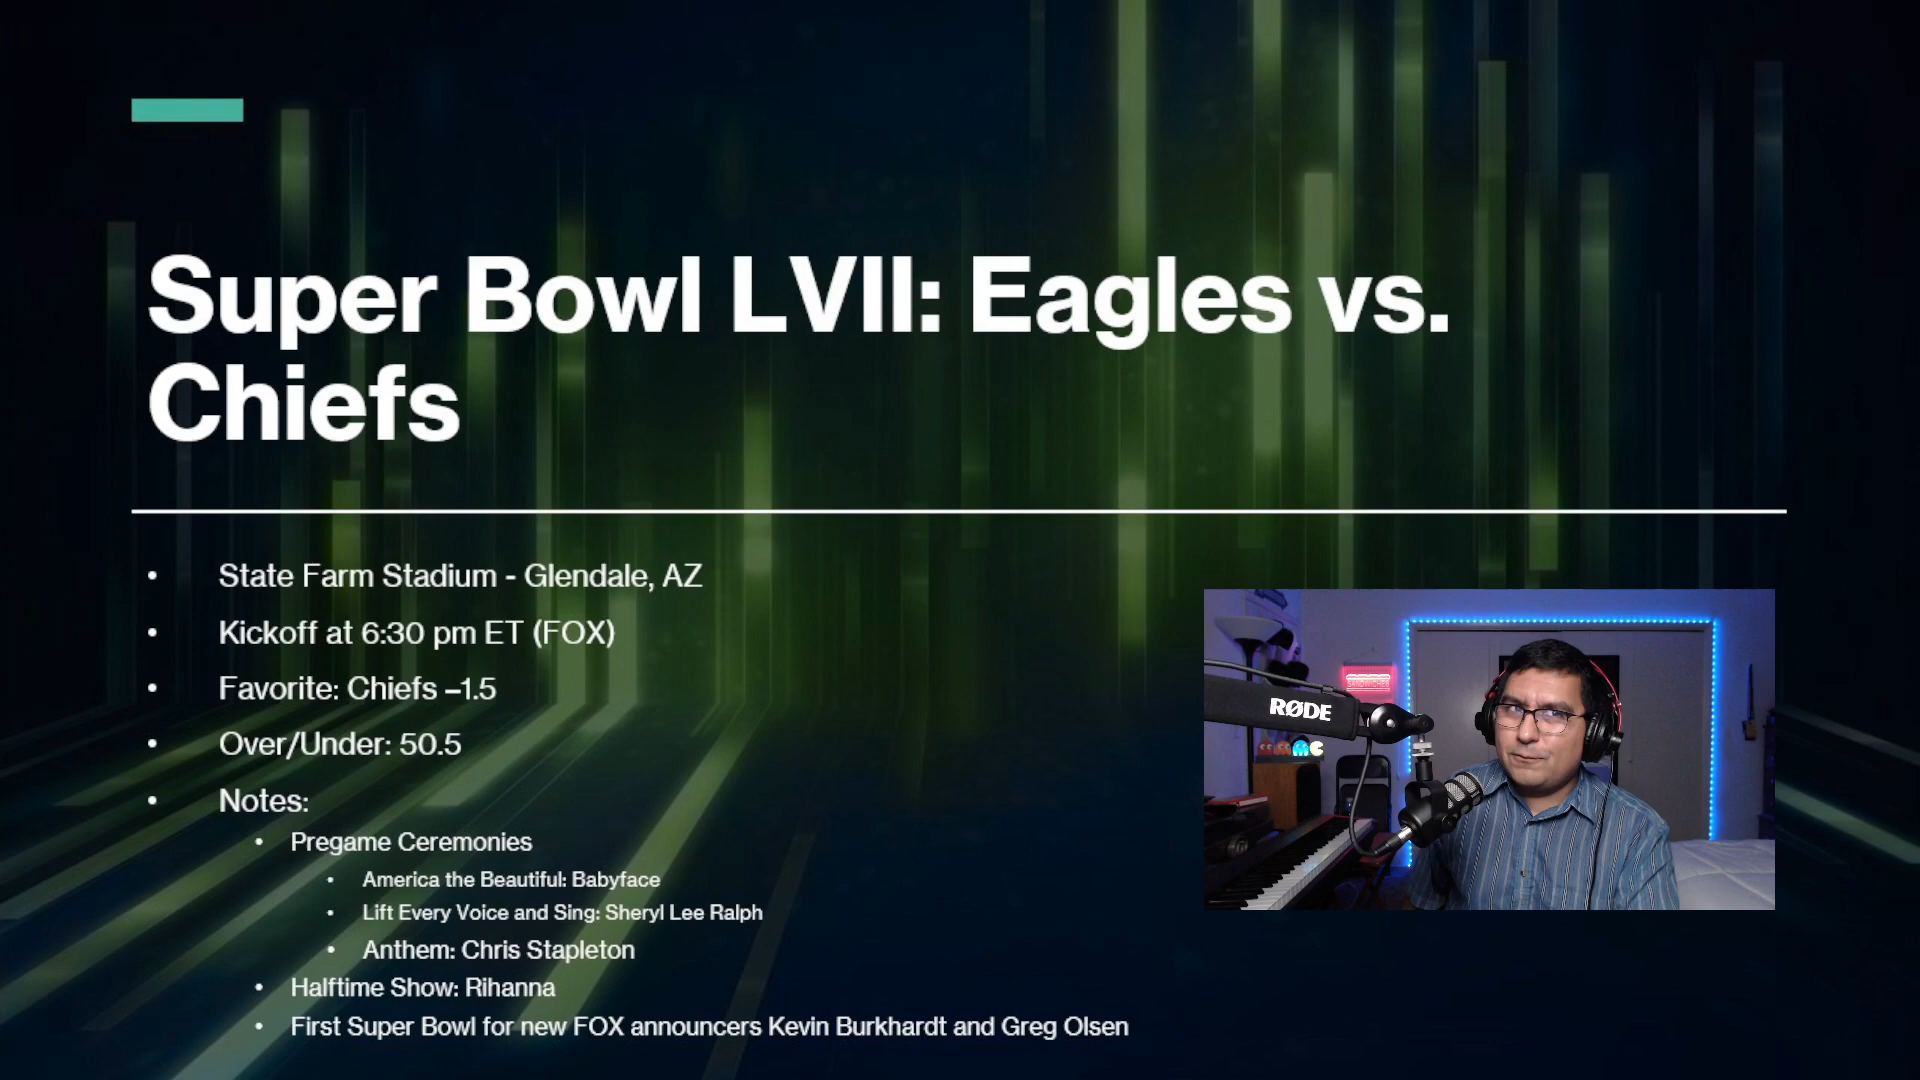 Super Bowl LVII: Eagles vs.
Chiefs
• State Farm Stadium - Glendale, AZ
• Kickoff at 6:30 pm ET (FOX)
• Favorite: Chiefs –1.5
• Over/Under: 50.5
• Notes:
• Pregame Ceremonies
• America the Beautiful: Babyface
• Lift Every Voice and Sing: Sheryl Lee Ralph
• Anthem: Chris Stapleton
• Halftime Show: Rihanna
• First Super Bowl for new FOX announcers Kevin Burkhardt and Greg Olsen
SANDWICHES
RØDE